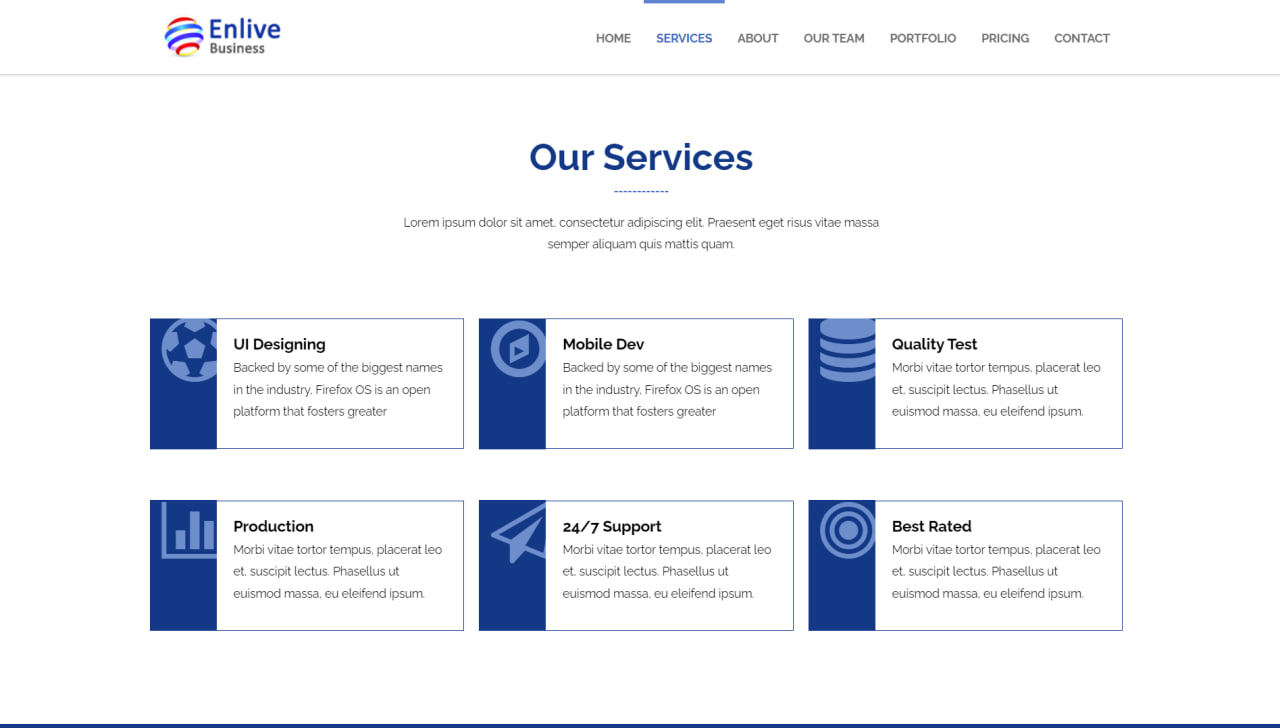 Enlive
Business
HOME SERVICES ABOUT OUR TEAM PORTFOLIO PRICING CONTACT
Our Services
------------
Lorem ipsum dolor sit amet, consectetur adipiscing elit. Praesent eget risus vitae massa
semper aliquam quis mattis quam.
UI Designing
Backed by some of the biggest names
in the industry, Firefox OS is an open
platform that fosters greater
Mobile Dev
Backed by some of the biggest names
in the industry, Firefox OS is an open
platform that fosters greater
Quality Test
Morbi vitae tortor tempus, placerat leo
et, suscipit lectus. Phasellus ut
euismod massa, eu eleifend ipsum.
Production
Morbi vitae tortor tempus, placerat leo
et, suscipit lectus. Phasellus ut
euismod massa, eu eleifend ipsum.
24/7 Support
Morbi vitae tortor tempus, placerat leo
et, suscipit lectus. Phasellus ut
euismod massa, eu eleifend ipsum.
Best Rated
Morbi vitae tortor tempus, placerat leo
et, suscipit lectus. Phasellus ut
euismod massa, eu eleifend ipsum.